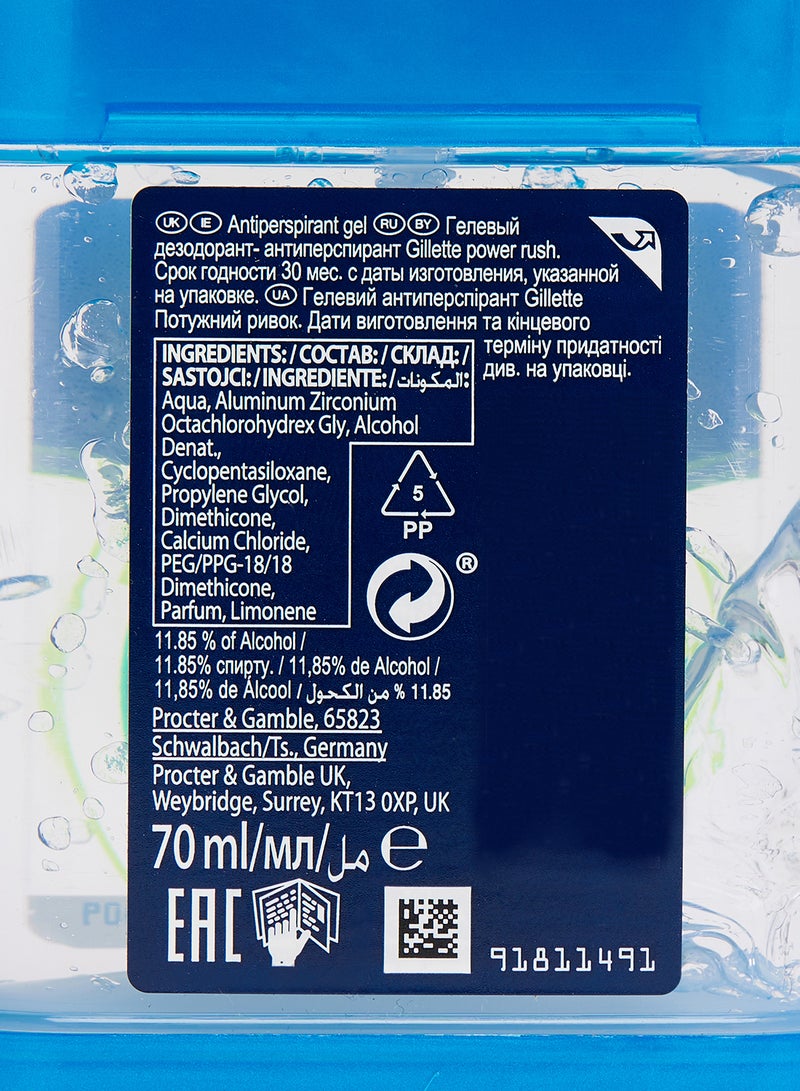 UK IE Antiperspirant gel RU BY Гелевый
дезодорант- антиперспирант Gillette power rush.
Срок годности 30 мес. с даты изготовления, указанной
на упаковке. UA Гелевий антиперспірант Gillette
Потужний ривок. Дати виготовлення та кінцевого
терміну придатності
див. на упаковці.
INGREDIENTS: / СОСТАВ: / СКЛАД: /
SASTOJCI: / INGREDIENTE: / المكونات:
Aqua, Aluminum Zirconium
Octachlorohydrex Gly, Alcohol
Denat.,
Cyclopentasiloxane,
Propylene Glycol,
Dimethicone,
Calcium Chloride,
PEG/PPG-18/18
Dimethicone,
Parfum, Limonene
5
PP
®
11.85 % of Alcohol /
11.85% спирту. / 11,85% de Alcohol /
11,85% de Álcool / 11.85 % من الكحول
Procter & Gamble, 65823
Schwalbach/Ts., Germany
Procter & Gamble UK,
Weybridge, Surrey, KT13 0XP, UK
70 ml/мл/مل e
EAC
91811491
PO